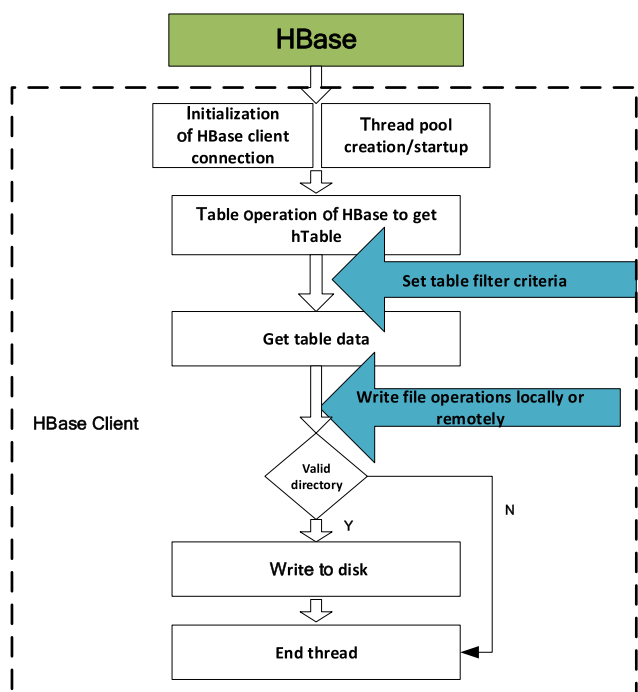 HBase
Initialization
of HBase client
connection
Thread pool
creation/startup
Table operation of HBase to get
hTable
Set table filter criteria
Get table data
Write file operations locally or
remotely
HBase Client
Valid
directory
N
Y
Write to disk
End thread